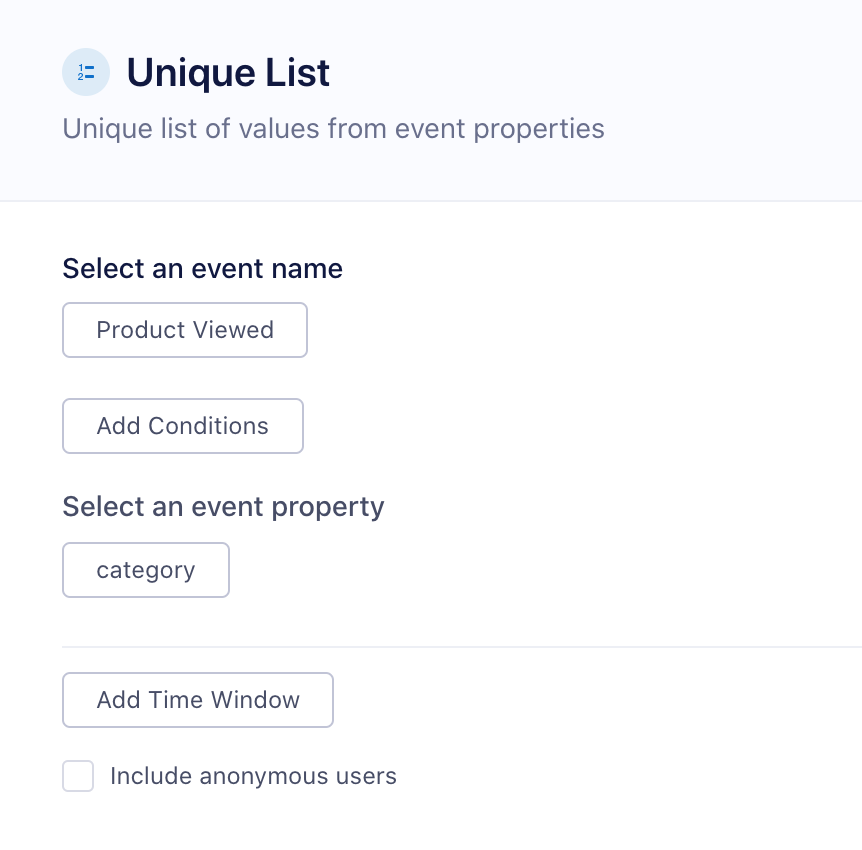 Unique List
Unique list of values from event properties
Select an event name
Product Viewed
Add Conditions
Select an event property
category
Add Time Window
Include anonymous users